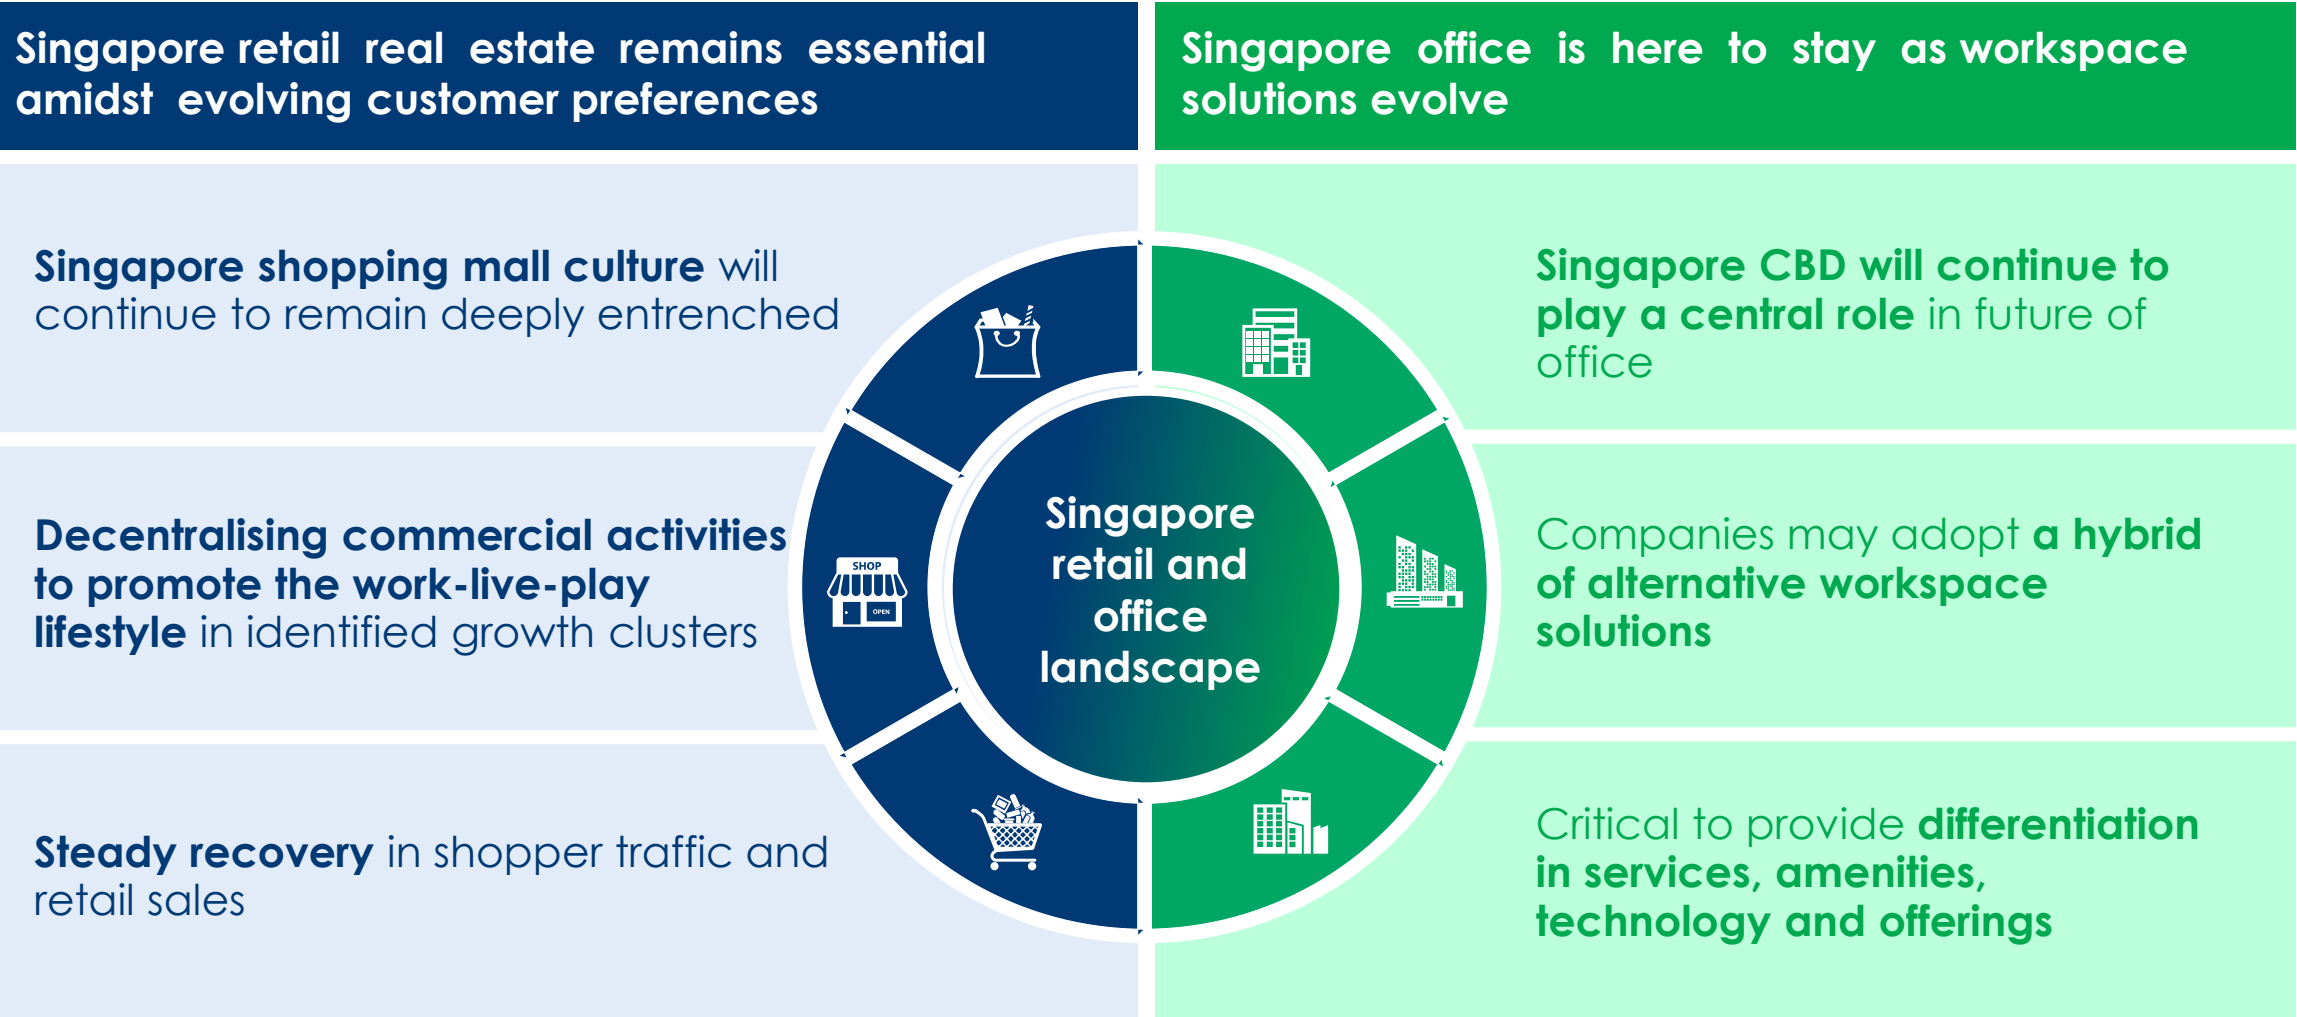 Singapore retail real estate remains essential
amidst evolving customer preferences
Singapore office is here to stay as workspace
solutions evolve
Singapore shopping mall culture will
continue to remain deeply entrenched
Decentralising commercial activities
to promote the work-live-play
lifestyle in identified growth clusters
Steady recovery in shopper traffic and
retail sales
SHOP
OPEN
Singapore
retail and
office
landscape
Singapore CBD will continue to
play a central role in future of
office
Companies may adopt a hybrid
of alternative workspace
solutions
Critical to provide differentiation
in services, amenities,
technology and offerings